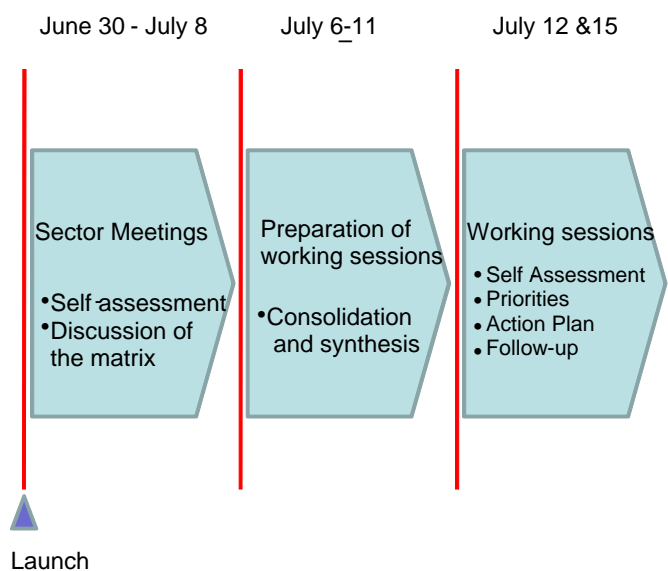 June 30 - July 8
July 6-11
July 12 &15
Sector Meetings
•Self-assessment
•Discussion of
the matrix
Preparation of
working sessions
•Consolidation
and synthesis
Working sessions
• Self Assessment
• Priorities
• Action Plan
• Follow-up
Launch